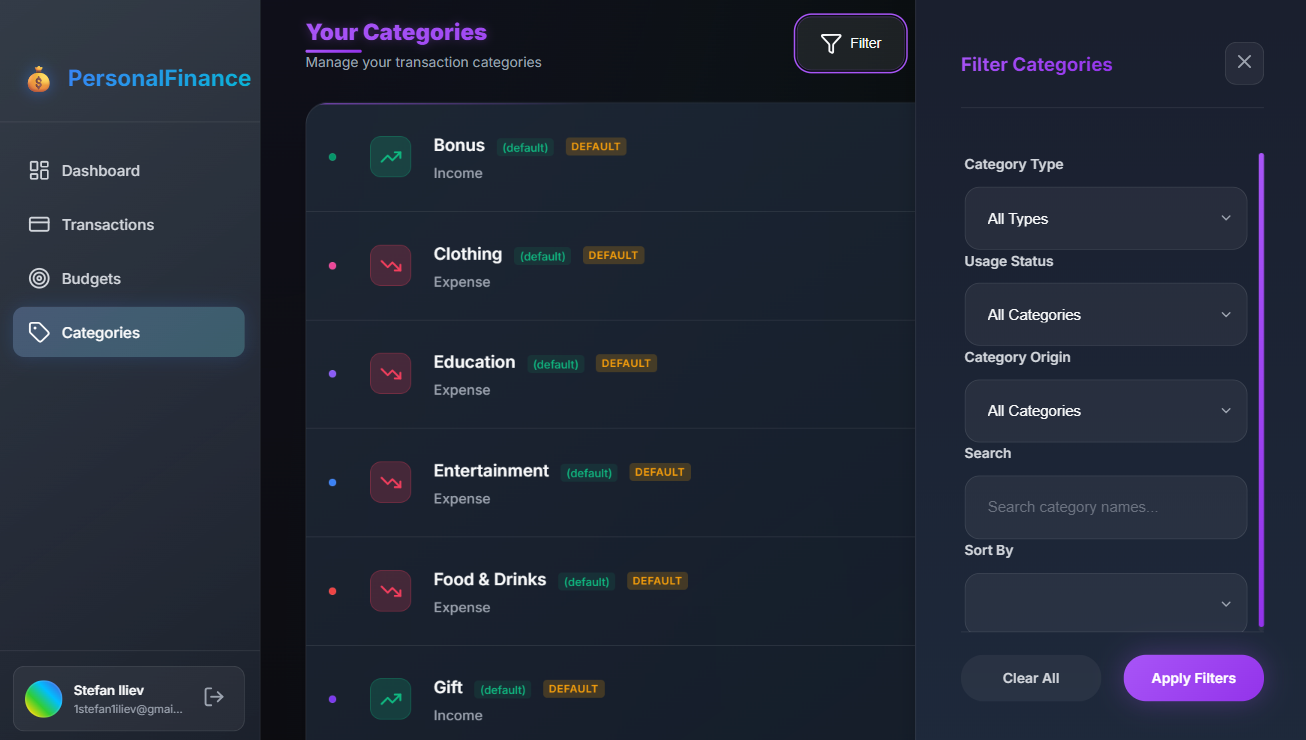 PersonalFinance
Dashboard
Transactions
Budgets
Categories
Stefan Iliev
1stefan1iliev@gmai...
Your Categories
Manage your transaction categories
Filter
Bonus (default) DEFAULT
Income
Clothing (default) DEFAULT
Expense
Education (default) DEFAULT
Expense
Entertainment (default) DEFAULT
Expense
Food & Drinks (default) DEFAULT
Expense
Gift (default) DEFAULT
Income
Filter Categories
Category Type
All Types
Usage Status
All Categories
Category Origin
All Categories
Search
Search category names...
Sort By
Clear All
Apply Filters